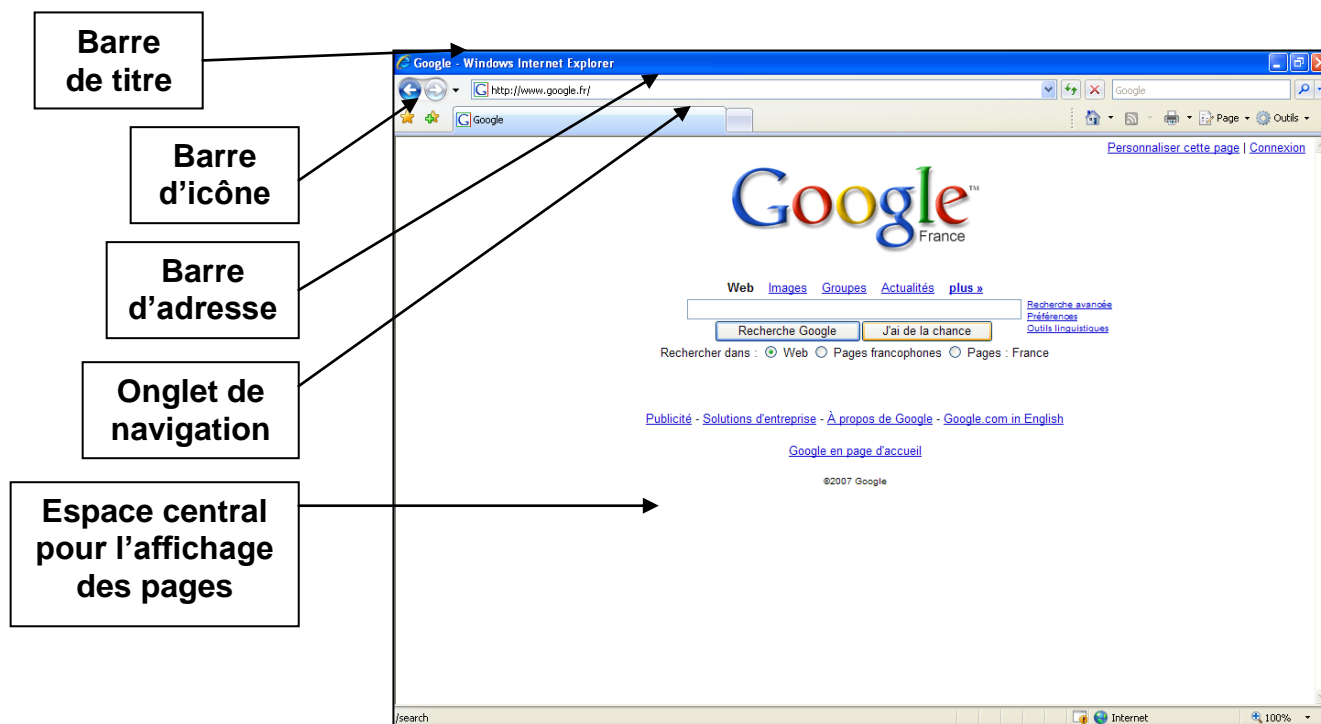 Barre
de titre
Barre
d'icône
Barre
d'adresse
Onglet de
navigation
Espace central
pour l'affichage
des pages
Google - Windows Internet Explorer
http://www.google.fr/
Google
Google
Page
Outils
Personnaliser cette page | Connexion
Google™
France
Web Images Groupes Actualités plus »
Recherche avancée
Préférences
Outils linguistiques
Recherche Google
J'ai de la chance
Rechercher dans : Web Pages francophones Pages : France
Publicité - Solutions d'entreprise - À propos de Google - Google.com in English
Google en page d'accueil
©2007 Google
/search
Internet
100%